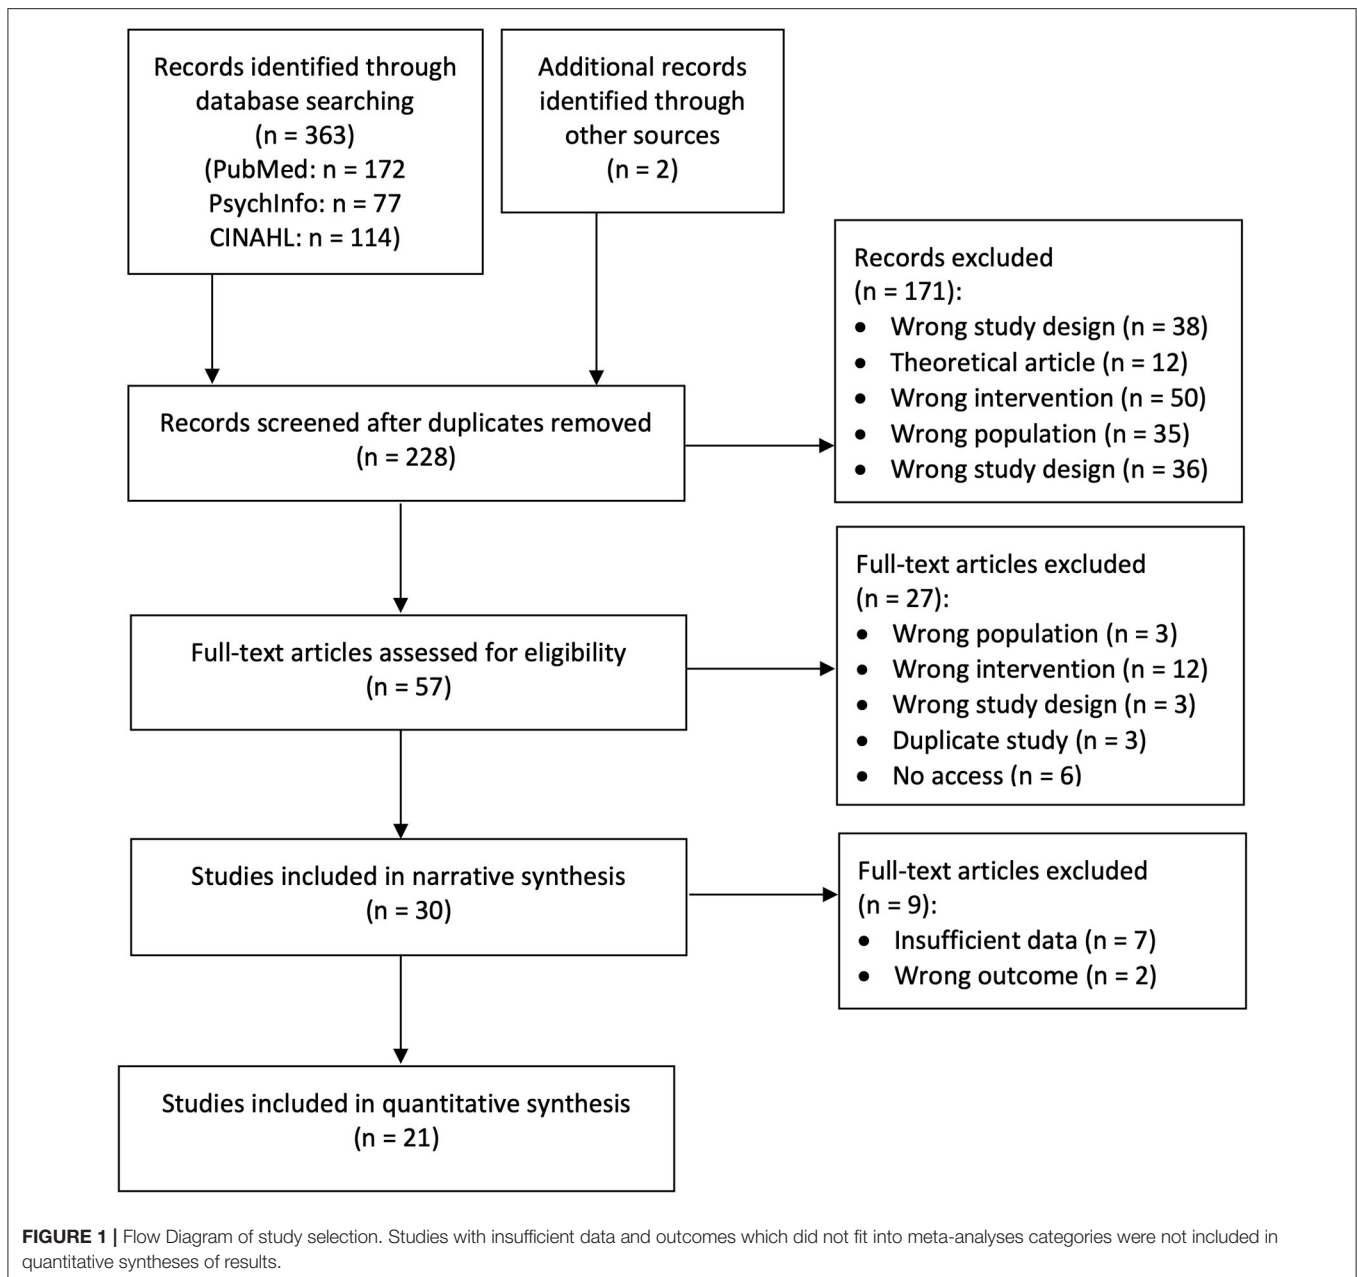 Records identified through
database searching
(n = 363)
(PubMed: n = 172
PsychInfo: n = 77
CINAHL: n = 114)
Additional records
identified through
other sources
(n = 2)
Records excluded
(n = 171):
• Wrong study design (n = 38)
• Theoretical article (n = 12)
• Wrong intervention (n = 50)
• Wrong population (n = 35)
• Wrong study design (n = 36)
Records screened after duplicates removed
(n = 228)
Full-text articles assessed for eligibility
(n = 57)
Full-text articles excluded
(n = 27):
• Wrong population (n = 3)
• Wrong intervention (n = 12)
• Wrong study design (n = 3)
• Duplicate study (n = 3)
• No access (n = 6)
Studies included in narrative synthesis
(n = 30)
Full-text articles excluded
(n = 9):
• Insufficient data (n = 7)
• Wrong outcome (n = 2)
Studies included in quantitative synthesis
(n = 21)
FIGURE 1 | Flow Diagram of study selection. Studies with insufficient data and outcomes which did not fit into meta-analyses categories were not included in
quantitative syntheses of results.